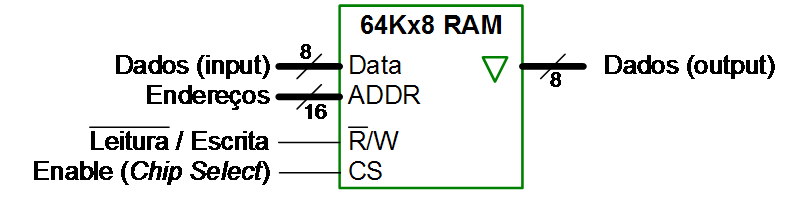 64Kx8 RAM
Dados (input) 8 Data 8 Dados (output)
Endereços 16 ADDR
Leitura / Escrita R/W
Enable (Chip Select) CS